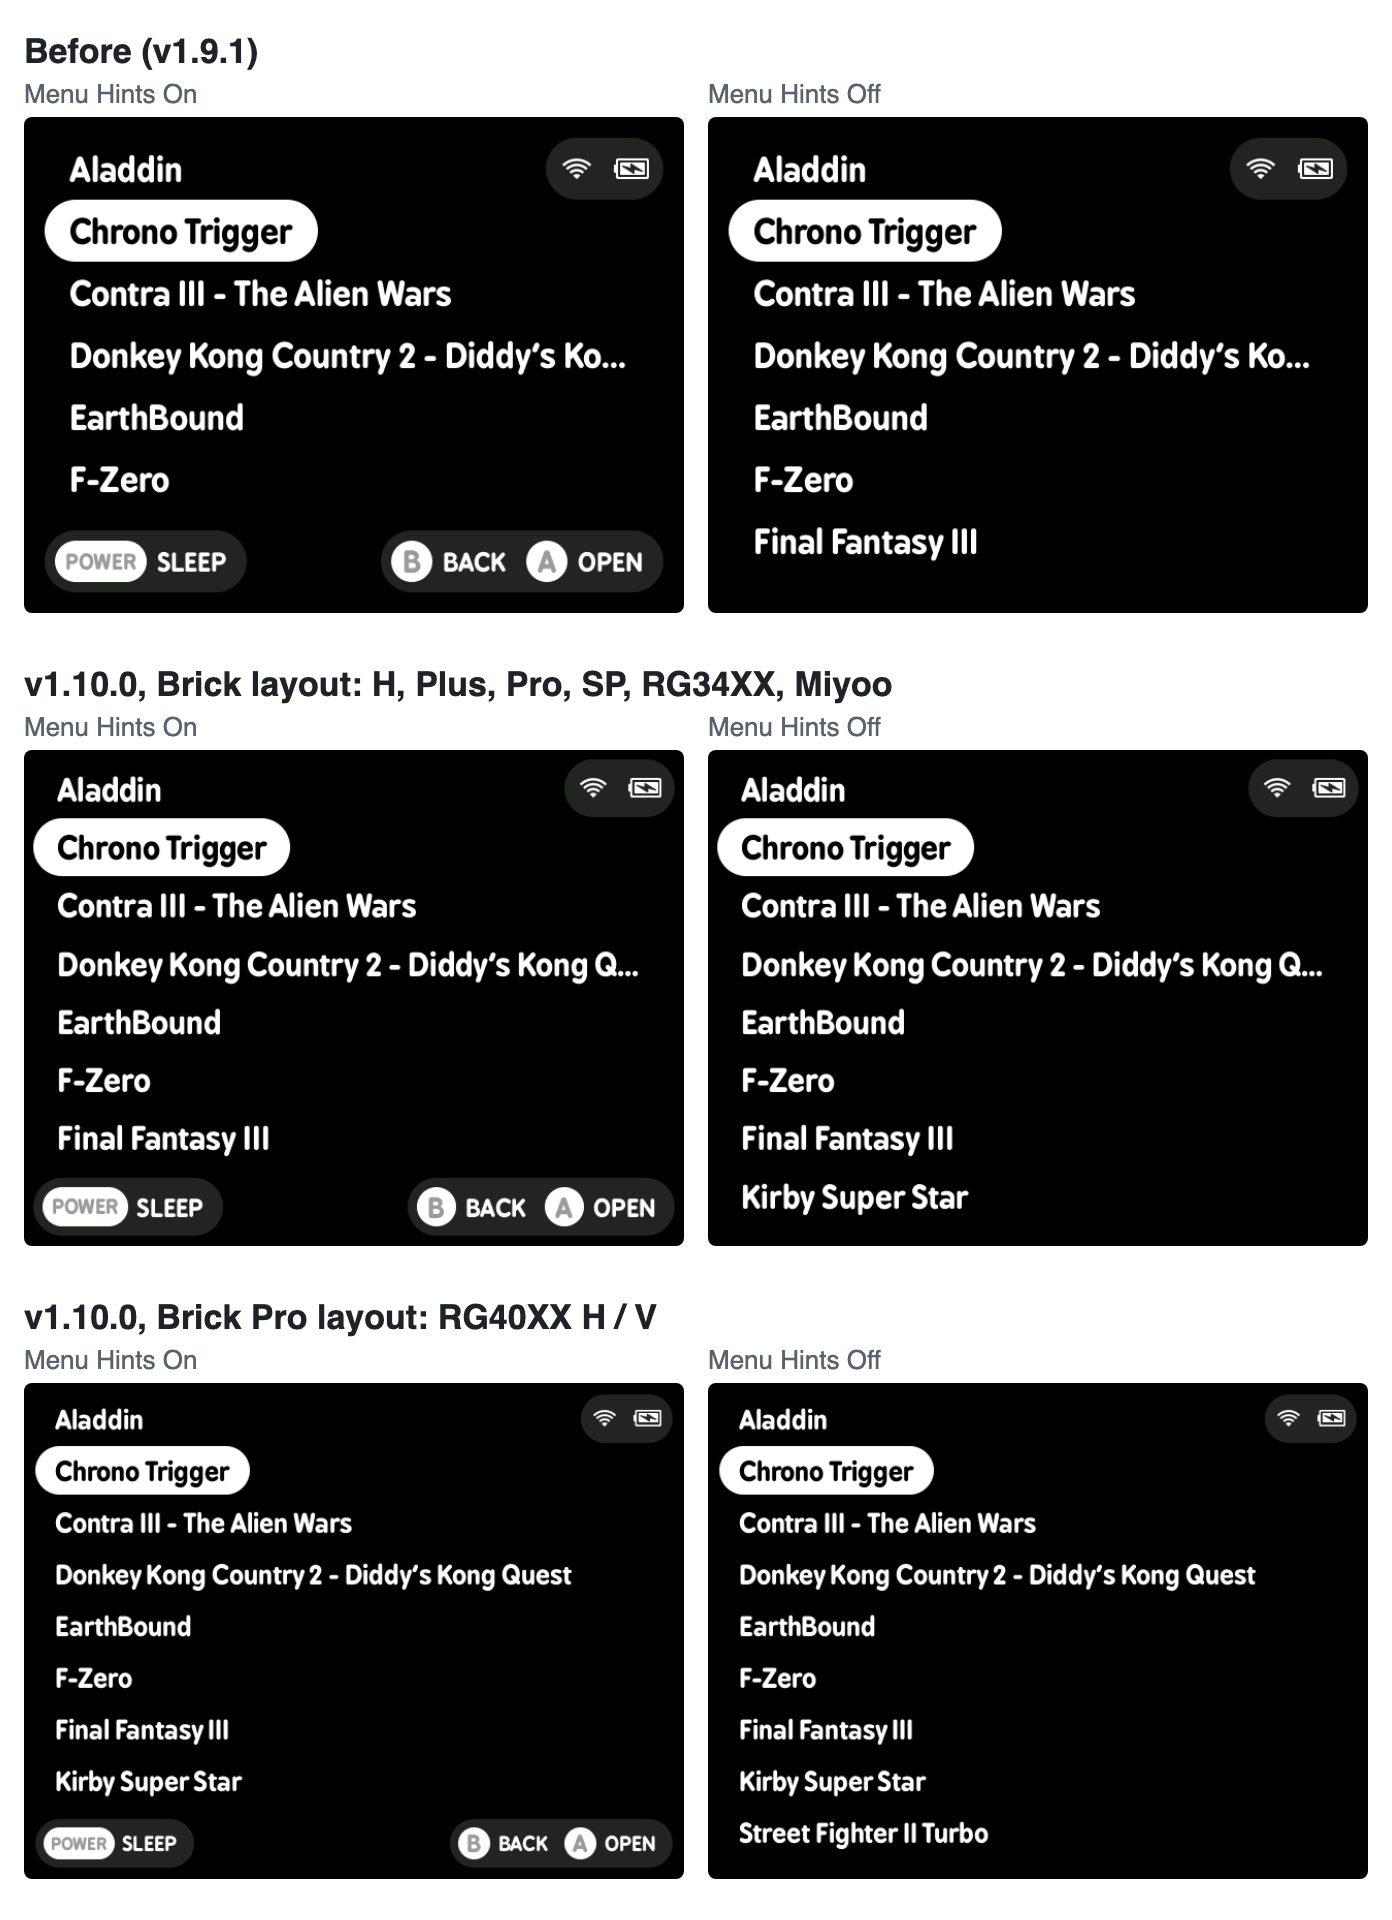 Before (v1.9.1)
Menu Hints On
Aladdin
Chrono Trigger
Contra III - The Alien Wars
Donkey Kong Country 2 - Diddy's Ko...
EarthBound
F-Zero
POWER SLEEP B BACK A OPEN
Menu Hints Off
Aladdin
Chrono Trigger
Contra III - The Alien Wars
Donkey Kong Country 2 - Diddy's Ko...
EarthBound
F-Zero
Final Fantasy III
v1.10.0, Brick layout: H, Plus, Pro, SP, RG34XX, Miyoo
Menu Hints On
Aladdin
Chrono Trigger
Contra III - The Alien Wars
Donkey Kong Country 2 - Diddy's Kong Q...
EarthBound
F-Zero
Final Fantasy III
POWER SLEEP B BACK A OPEN
Menu Hints Off
Aladdin
Chrono Trigger
Contra III - The Alien Wars
Donkey Kong Country 2 - Diddy's Kong Q...
EarthBound
F-Zero
Final Fantasy III
Kirby Super Star
v1.10.0, Brick Pro layout: RG40XX H / V
Menu Hints On
Aladdin
Chrono Trigger
Contra III - The Alien Wars
Donkey Kong Country 2 - Diddy's Kong Quest
EarthBound
F-Zero
Final Fantasy III
Kirby Super Star
POWER SLEEP B BACK A OPEN
Menu Hints Off
Aladdin
Chrono Trigger
Contra III - The Alien Wars
Donkey Kong Country 2 - Diddy's Kong Quest
EarthBound
F-Zero
Final Fantasy III
Kirby Super Star
Street Fighter II Turbo